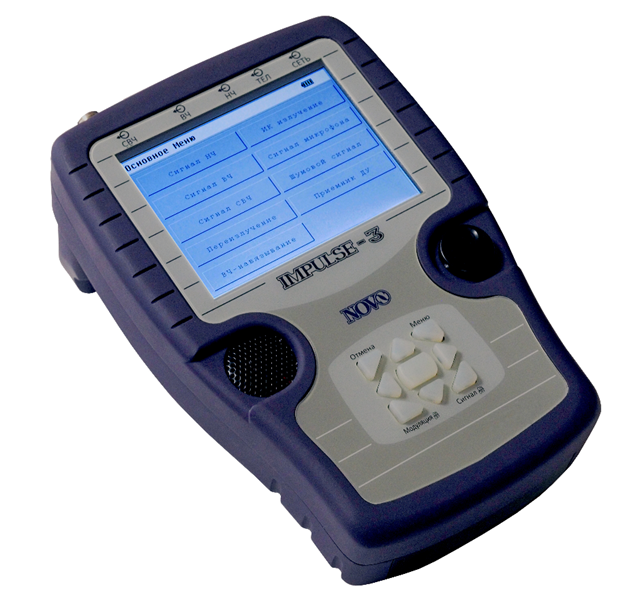 СВЧ ВЧ НЧ ТЕЛ СЕТЬ
Основное Меню
Сигнал НЧ
ИК излучение
Сигнал ВЧ
Сигнал микрофона
Сигнал СВЧ
Шумовой сигнал
Переизлучение
Приемник ДУ
ВЧ-навязывание
IMPULSE-3
NOVO
Меню
Отмена
Сигнал
Модуляция